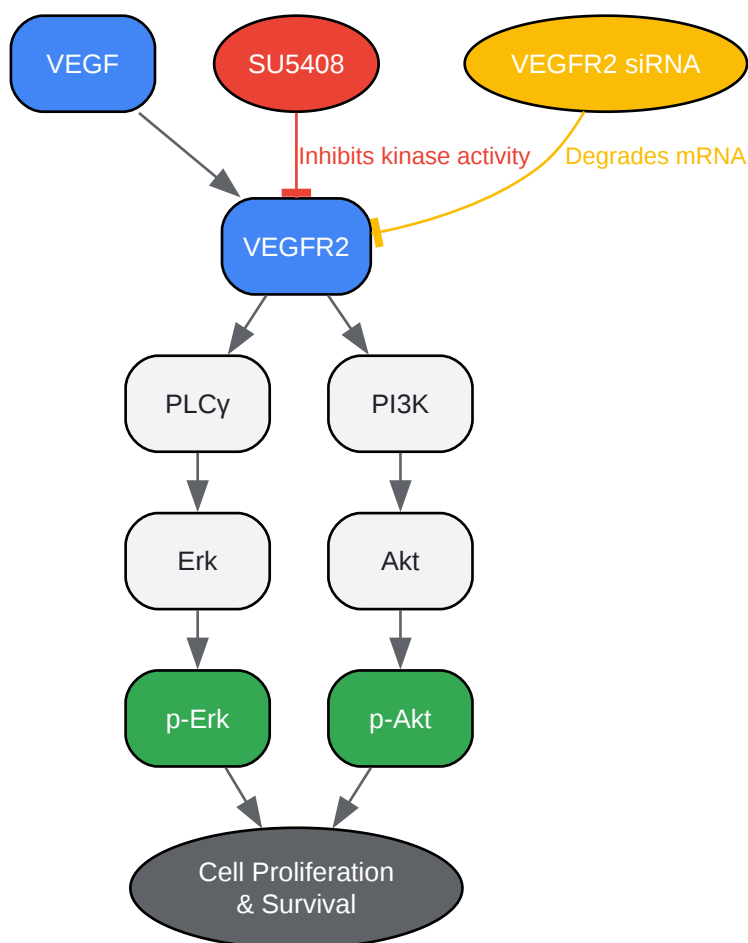 VEGF
SU5408
VEGFR2 siRNA
Inhibits kinase activity
Degrades mRNA
VEGFR2
PLCγ
PI3K
Erk
Akt
p-Erk
p-Akt
Cell Proliferation
& Survival